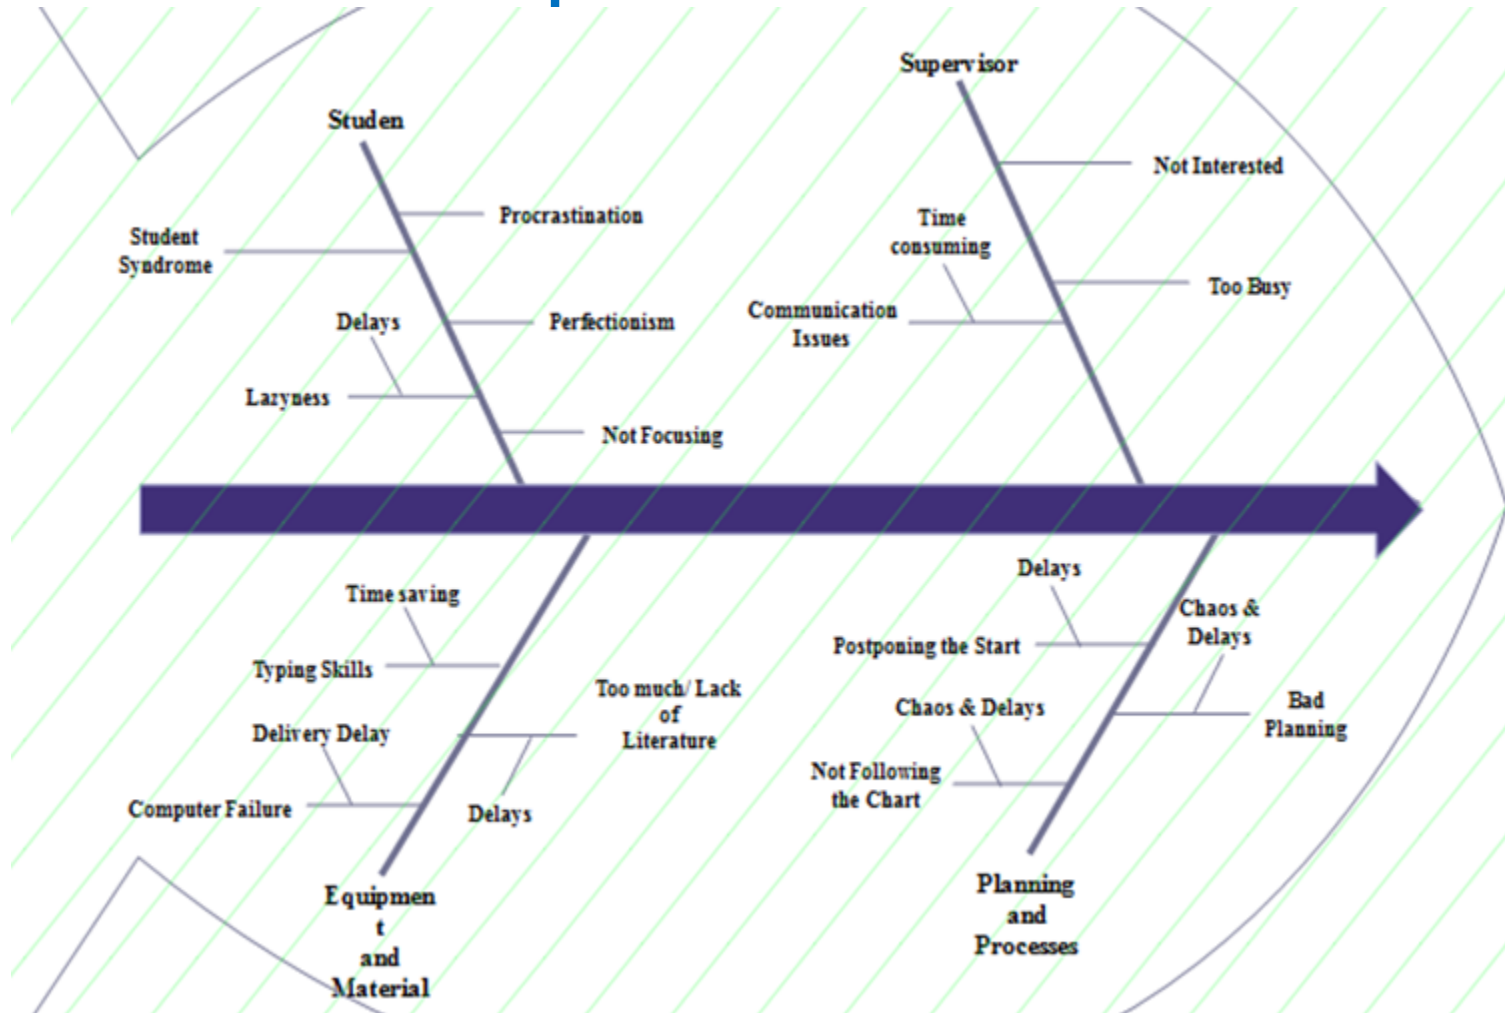 Supervisor
Studen
Not Interested
Procrastination
Time
consuming
Student
Syndrome
Too Busy
Delays
Perfectionism
Communication
Issues
Lazyness
Not Focusing
Delays
Time saving
Chaos &
Delays
Postponing the Start
Typing Skills
Too much/ Lack
of
Literature
Chaos & Delays
Bad
Planning
Delivery Delay
Not Following
the Chart
Computer Failure
Delays
Equipmen
t
and
Material
Planning
and
Processes